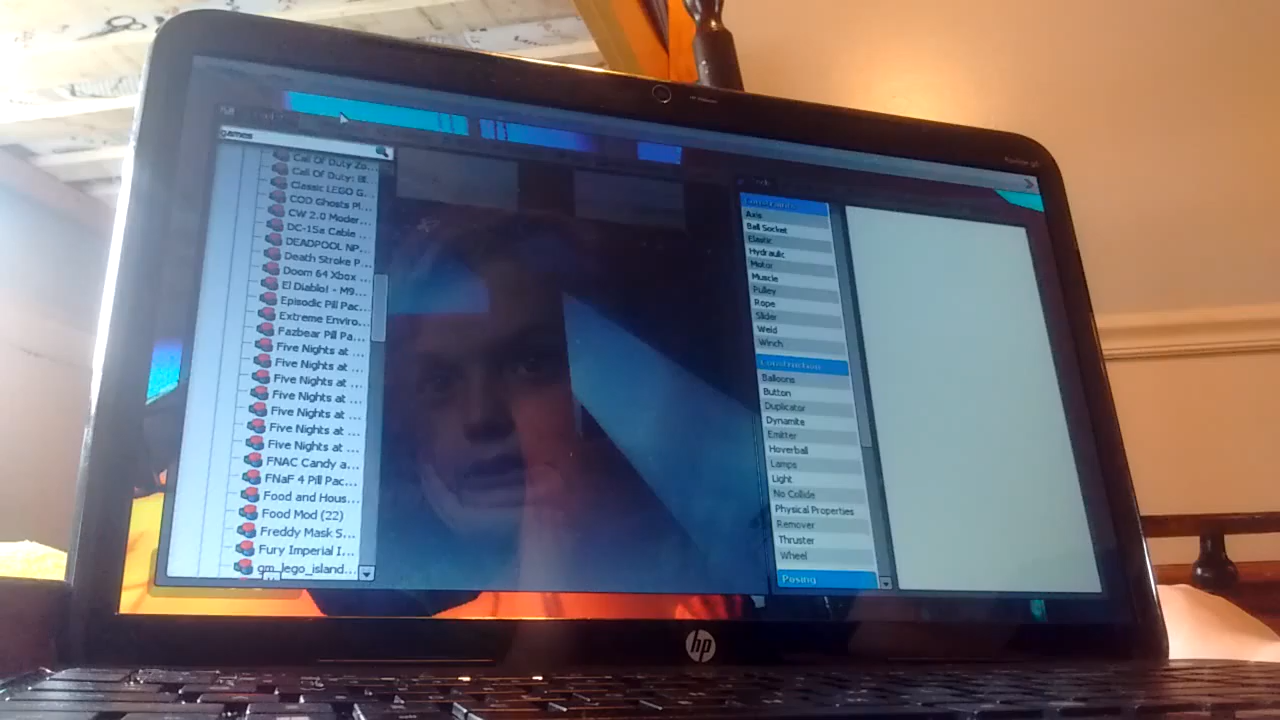 games
Call Of Duty Zo...
Call Of Duty: Bl...
Classic LEGO G...
COD Ghosts Pl...
CW 2.0 Moder...
DC-15a Cable ...
DEADPOOL NP...
Death Stroke P...
Doom 64 Xbox ...
El Diablo! - M9...
Episodic Pill Pac...
Extreme Enviro...
Fazbear Pill Pa...
Five Nights at ...
Five Nights at ...
Five Nights at ...
Five Nights at ...
Five Nights at ...
Five Nights at ...
Five Nights at ...
FNAC Candy a...
FNaF 4 Pill Pac...
Food and Hous...
Food Mod (22)
Freddy Mask S...
Fury Imperial I...
gm_lego_island...
Constraints
Axis
Ball Socket
Elastic
Hydraulic
Motor
Muscle
Pulley
Rope
Slider
Weld
Winch
Construction
Balloons
Button
Duplicator
Dynamite
Emitter
Hoverball
Lamps
Light
No Collide
Physical Properties
Remover
Thruster
Wheel
Posing
hp